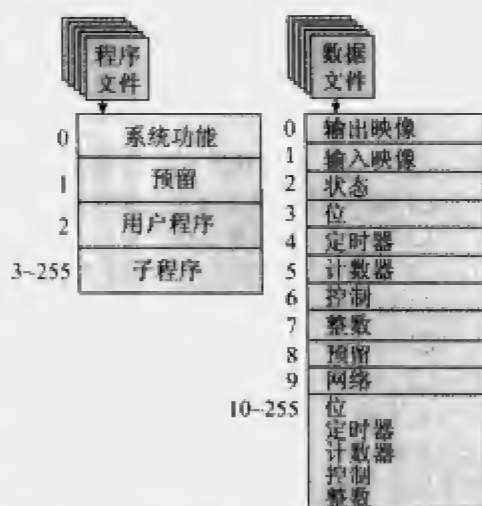 程序
文件
0 系统功能
1 预留
2 用户程序
3~255 子程序
数据
文件
0 输出映像
1 输入映像
2 状态
3 位
4 定时器
5 计数器
6 控制
7 整数
8 预留
9 网络
10~255 位
定时器
计数器
控制
整数